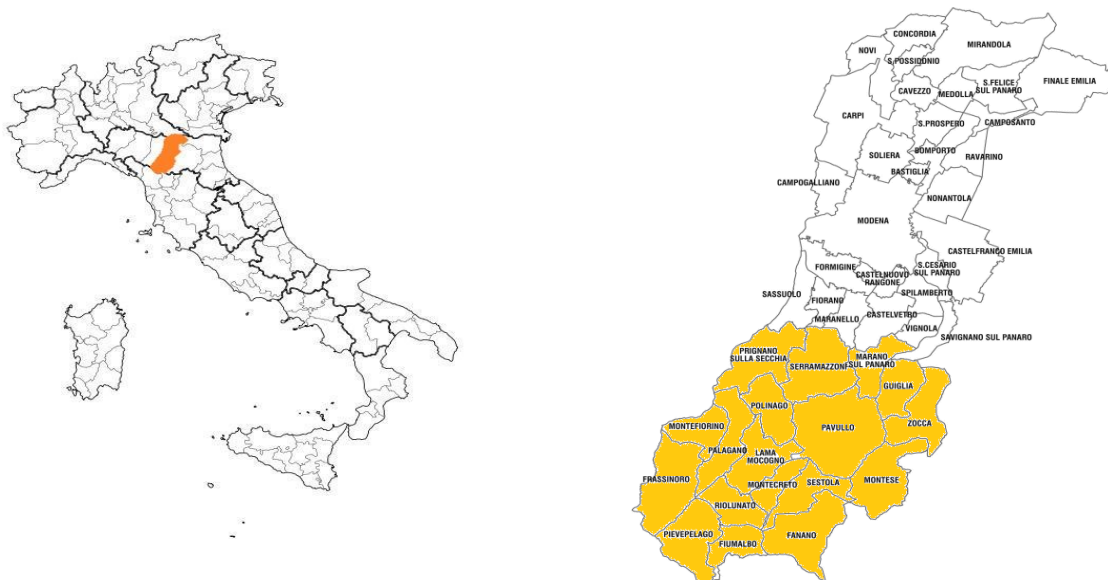 CONCORDIA
MIRANDOLA
NOVI
S.POSSIDONIO
S.FELICE
SUL PANARO
FINALE EMILIA
CAVEZZO
MEDOLLA
CARPI
S.PROSPERO
CAMPOSANTO
BOMPORTO
SOLIERA
RAVARINO
BASTIGLIA
CAMPOGALLIANO
NONANTOLA
MODENA
CASTELFRANCO EMILIA
FORMIGINE
S.CESARIO
SUL PANARO
CASTELNUOVO
RANGONE
SASSUOLO
SPILAMBERTO
FIORANO
MARANELLO
CASTELVETRO
VIGNOLA
SAVIGNANO SUL PANARO
PRIGNANO
SULLA SECCHIA
SERRAMAZZONI
MARANO
SUL PANARO
GUIGLIA
POLINAGO
MONTEFIORINO
PAVULLO
ZOCCA
PALAGANO
LAMA
MOCOGNO
FRASSINORO
MONTECRETO
SESTOLA
MONTESE
RIOLUNATO
PIEVEPELAGO
FIUMALBO
FANANO